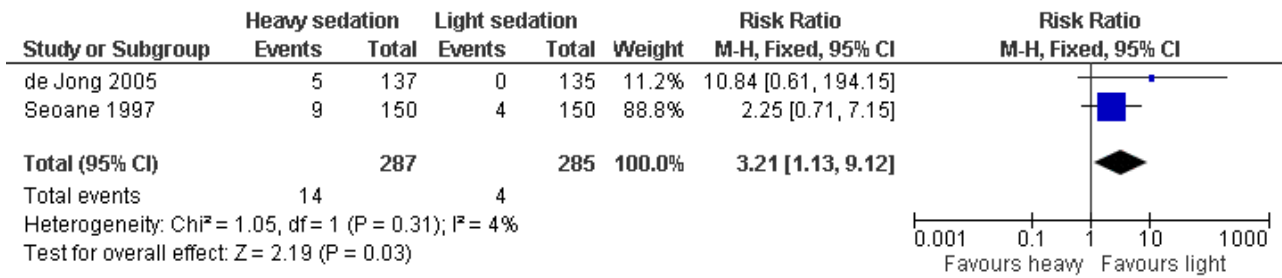 Heavy sedation Light sedation Risk Ratio Risk Ratio
Study or Subgroup Events Total Events Total Weight M-H, Fixed, 95% CI M-H, Fixed, 95% CI
de Jong 2005 5 137 0 135 11.2% 10.84 [0.61, 194.15]
Seoane 1997 9 150 4 150 88.8% 2.25 [0.71, 7.15]
Total (95% CI) 287 285 100.0% 3.21 [1.13, 9.12]
Total events 14 4
Heterogeneity: Chi² = 1.05, df = 1 (P = 0.31); I² = 4%
Test for overall effect: Z = 2.19 (P = 0.03)
0.001 0.1 1 10 1000
Favours heavy Favours light